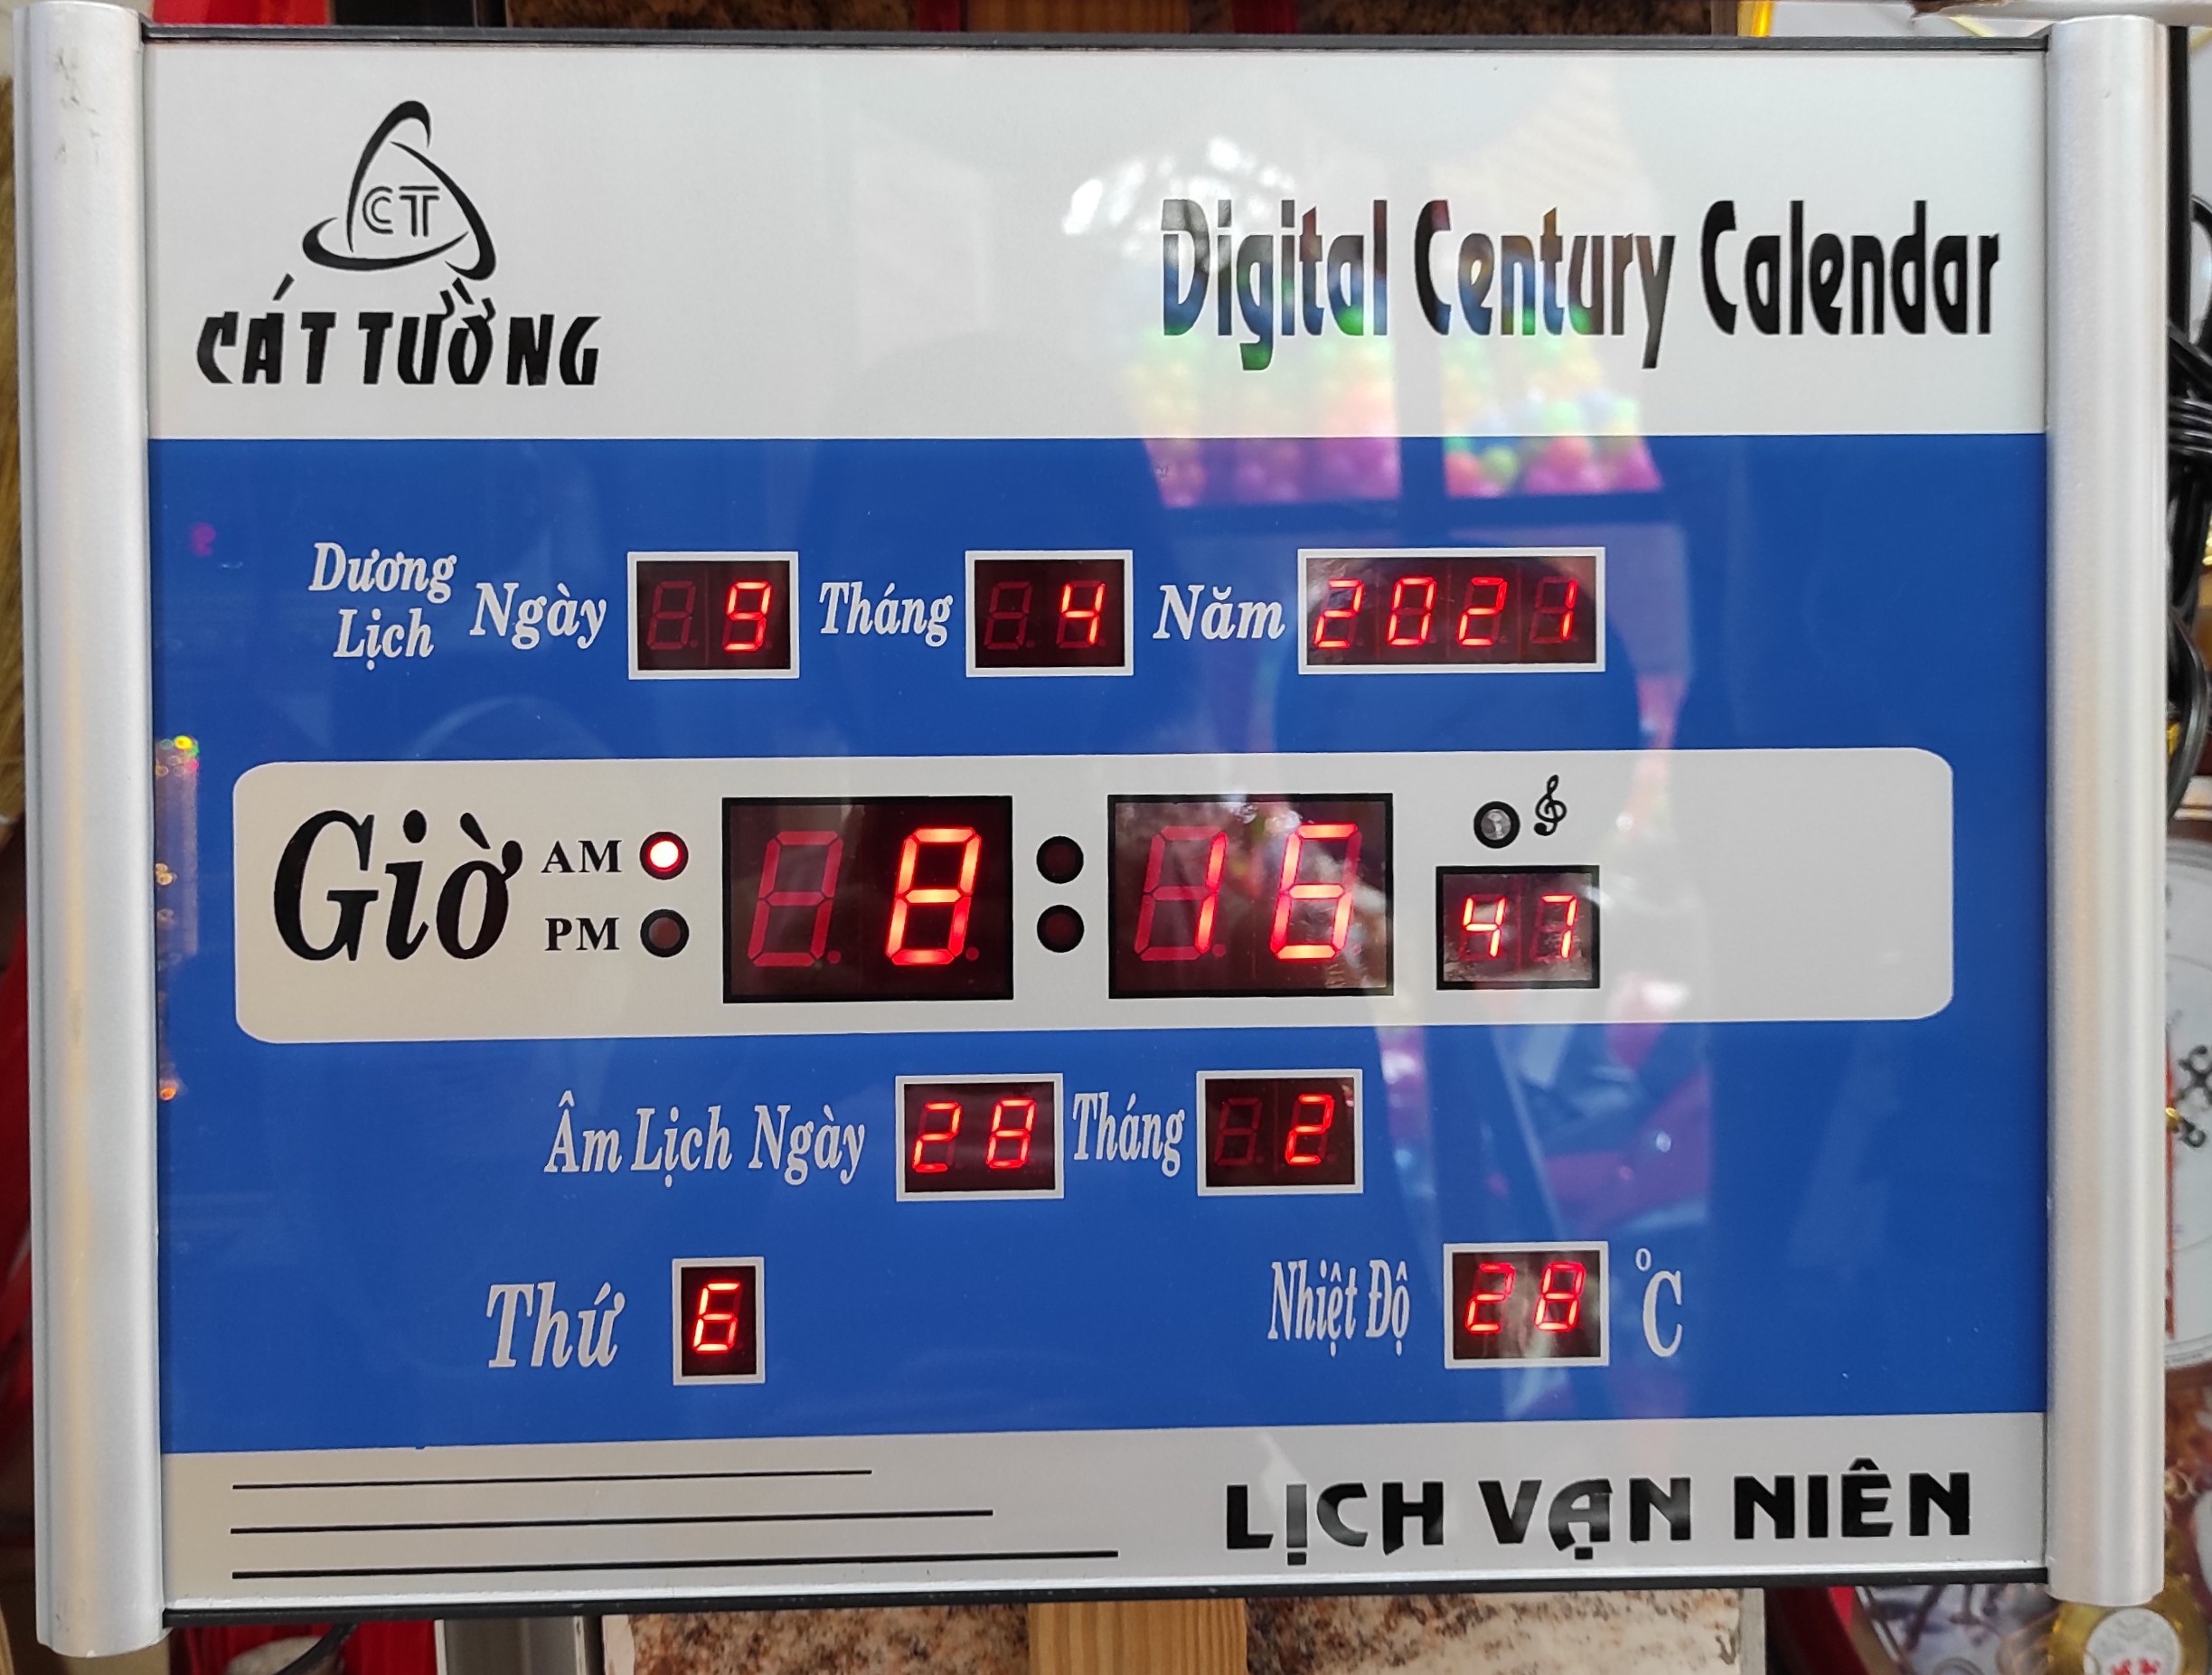 CT
CÁT TƯỜNG
Digital Century Calendar
Dương Lịch Ngày 9 Tháng 4 Năm 2021
Giờ AM PM 8:16 47
Âm Lịch Ngày 28 Tháng 2
Thứ 6 Nhiệt Độ 28 °C
LỊCH VẠN NIÊN